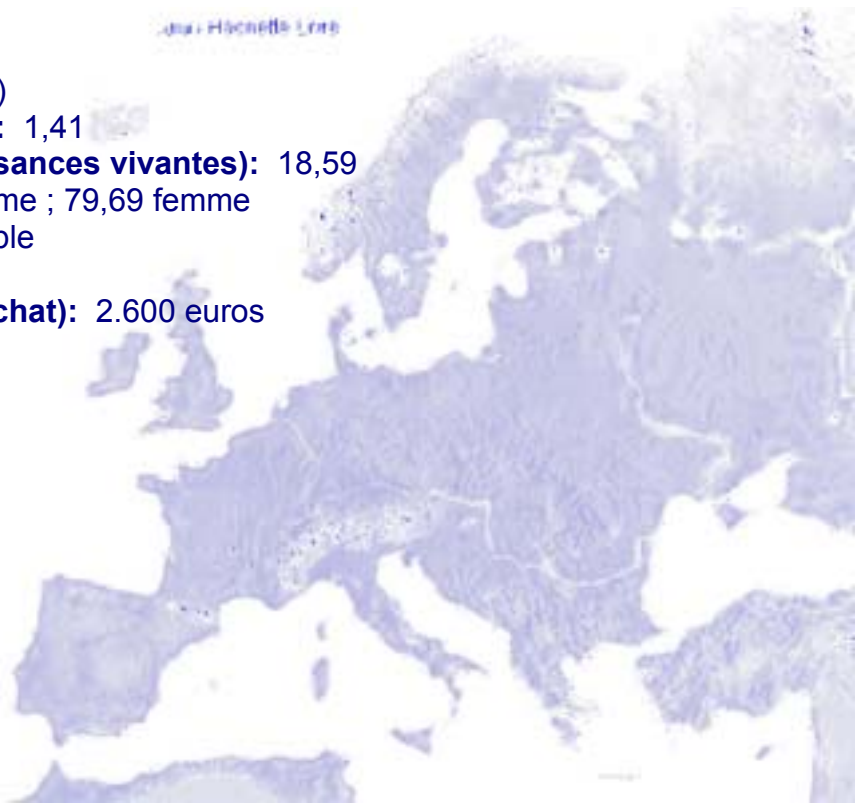 Hachette Livre
)
: 1,41
sances vivantes): 18,59
me ; 79,69 femme
ble
chat): 2.600 euros